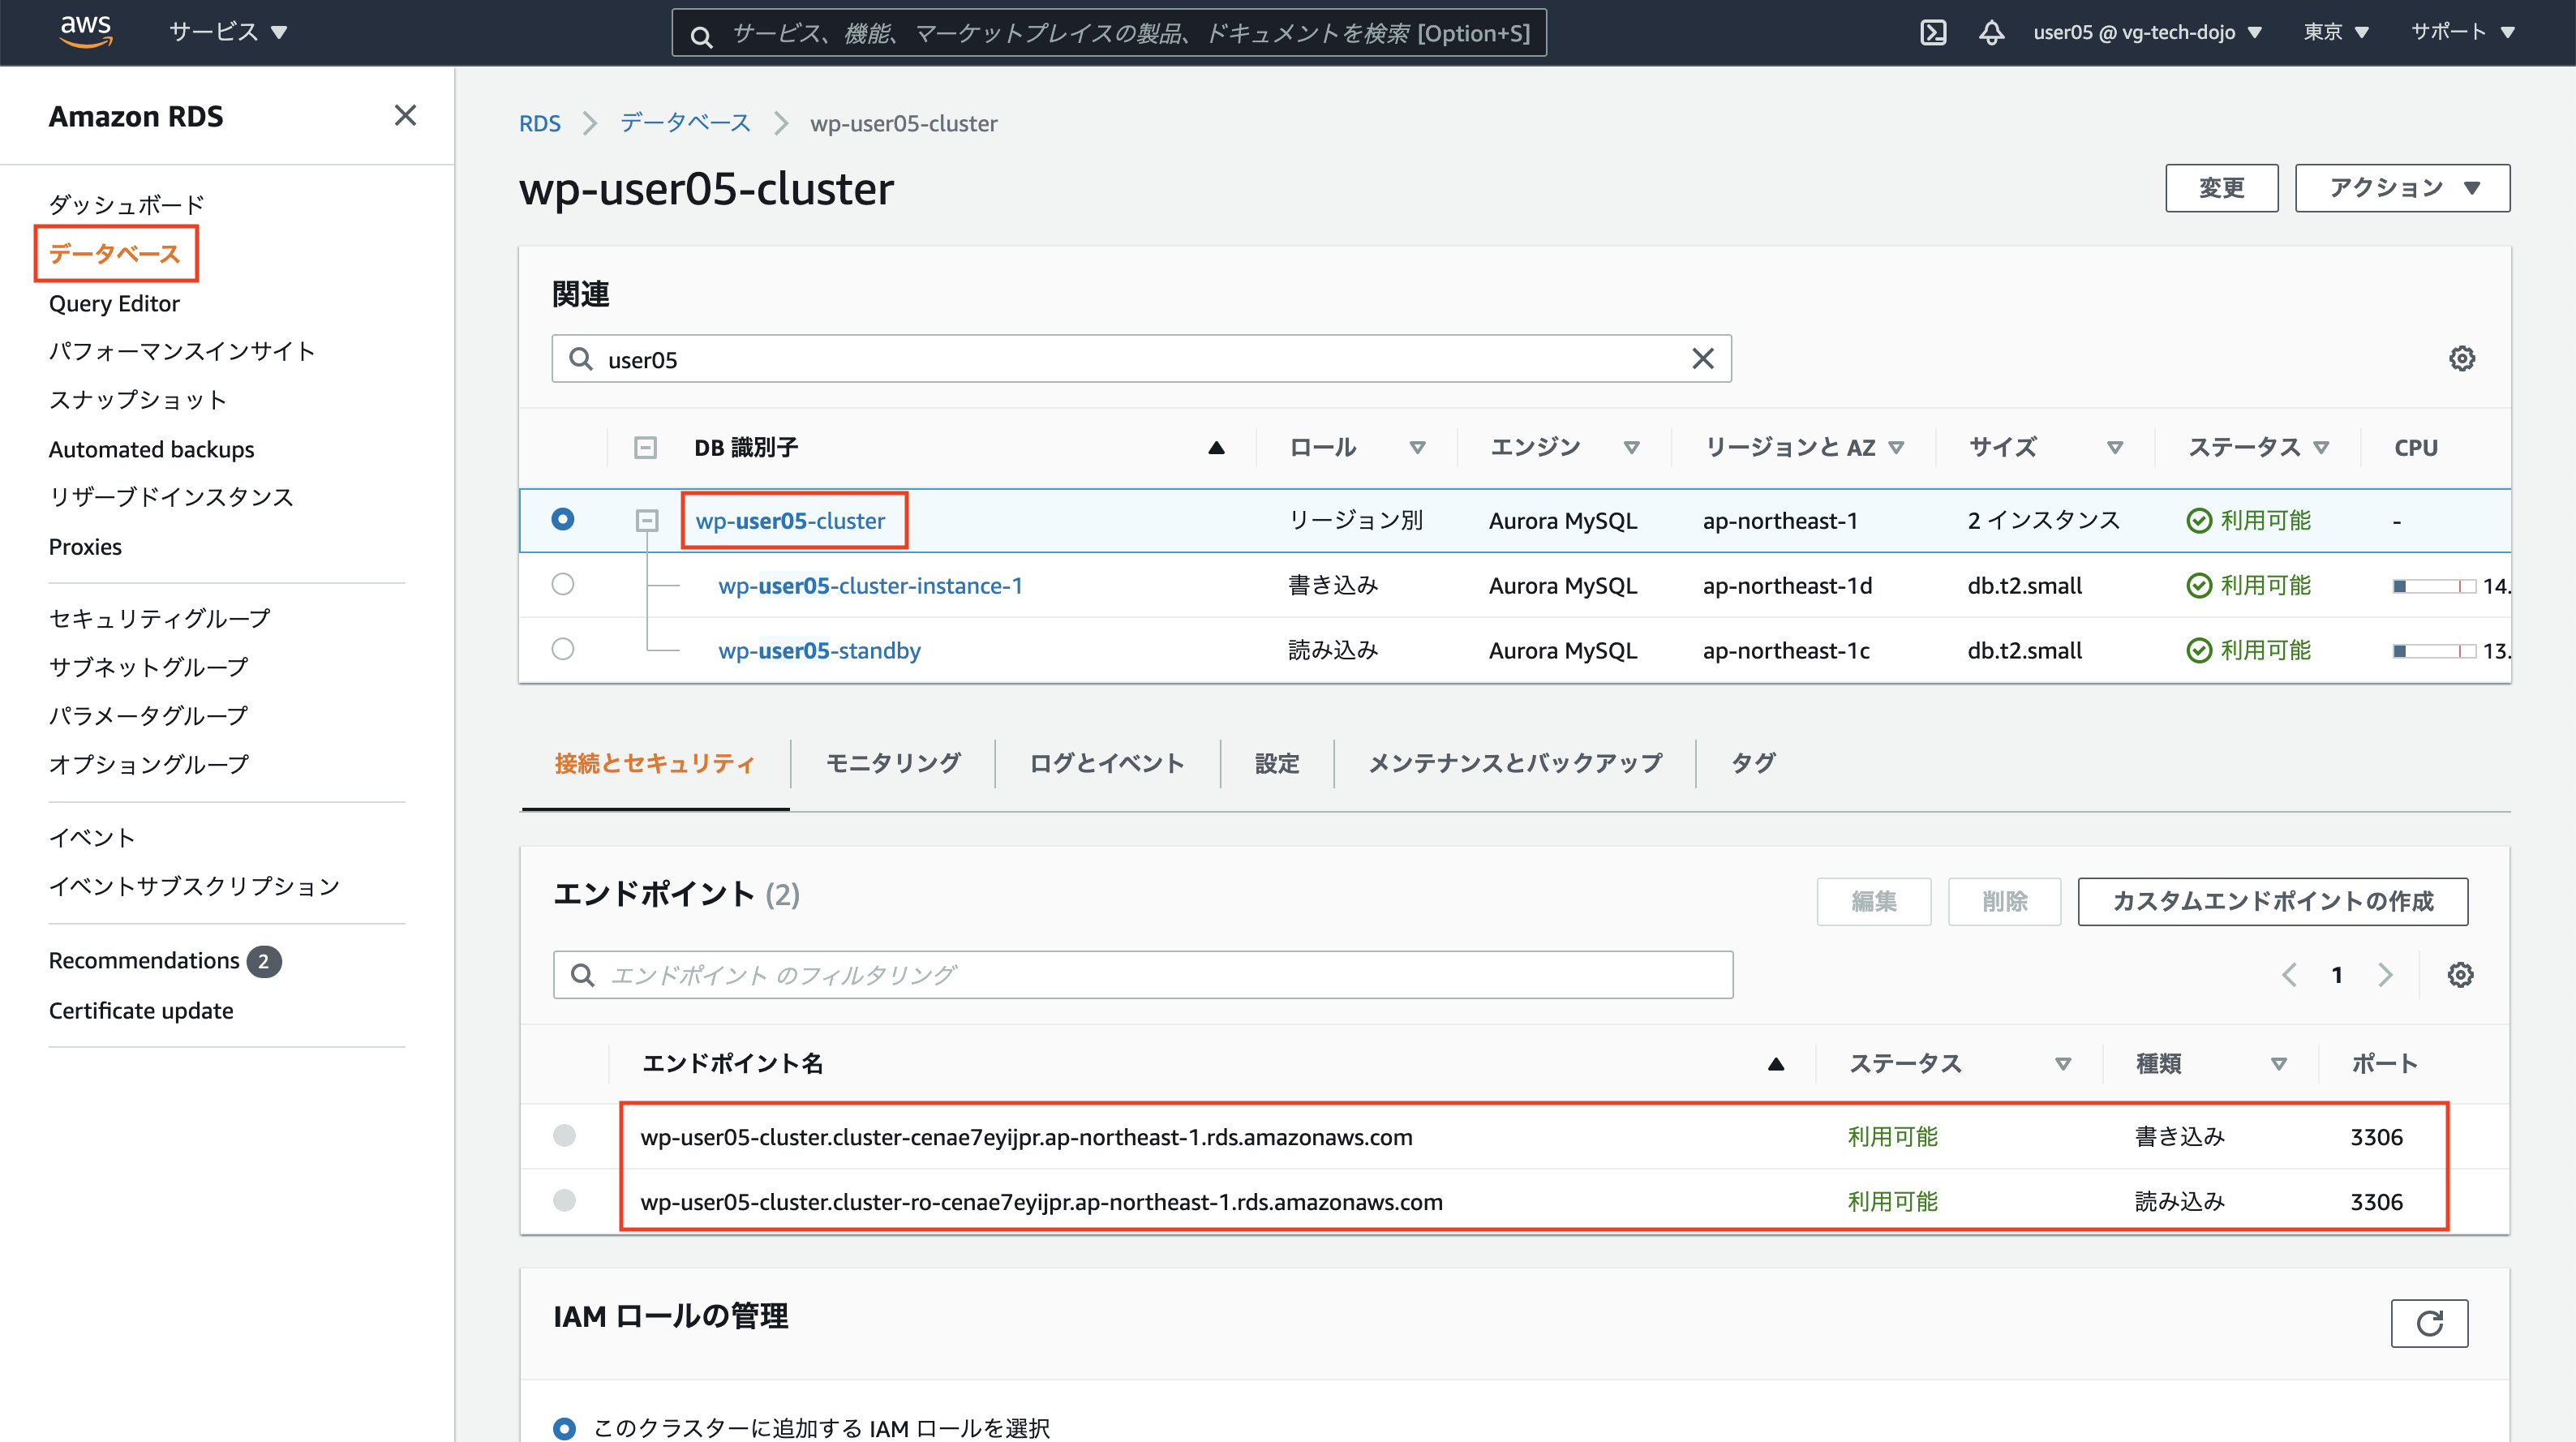 aws サービス ▼ サービス、機能、マーケットプレイスの製品、ドキュメントを検索 [Option+S] user05 @ vg-tech-dojo ▼ 東京 ▼ サポート ▼
Amazon RDS
ダッシュボード
データベース
Query Editor
パフォーマンスインサイト
スナップショット
Automated backups
リザーブドインスタンス
Proxies
セキュリティグループ
サブネットグループ
パラメータグループ
オプショングループ
イベント
イベントサブスクリプション
Recommendations 2
Certificate update
RDS > データベース > wp-user05-cluster
wp-user05-cluster
変更 アクション ▼
関連
user05
DB 識別子 ロール エンジン リージョンと AZ サイズ ステータス CPU
wp-user05-cluster リージョン別 Aurora MySQL ap-northeast-1 2 インスタンス 利用可能 -
wp-user05-cluster-instance-1 書き込み Aurora MySQL ap-northeast-1d db.t2.small 利用可能 14.
wp-user05-standby 読み込み Aurora MySQL ap-northeast-1c db.t2.small 利用可能 13.
接続とセキュリティ モニタリング ログとイベント 設定 メンテナンスとバックアップ タグ
エンドポイント (2)
編集 削除 カスタムエンドポイントの作成
エンドポイント のフィルタリング
1
エンドポイント名 ステータス 種類 ポート
wp-user05-cluster.cluster-cenae7eyijpr.ap-northeast-1.rds.amazonaws.com 利用可能 書き込み 3306
wp-user05-cluster.cluster-ro-cenae7eyijpr.ap-northeast-1.rds.amazonaws.com 利用可能 読み込み 3306
IAM ロールの管理
このクラスターに追加する IAM ロールを選択